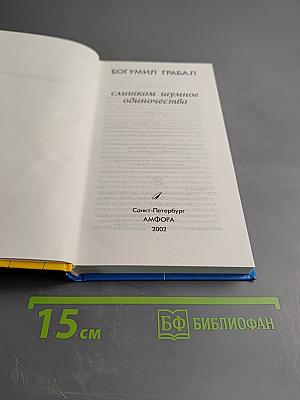 БОГУМИЛ ГРАБАЛ
слишком шумное
одиночество
Санкт-Петербург
АМФОРА
2002
15 см
БФ БИБЛИОФАН